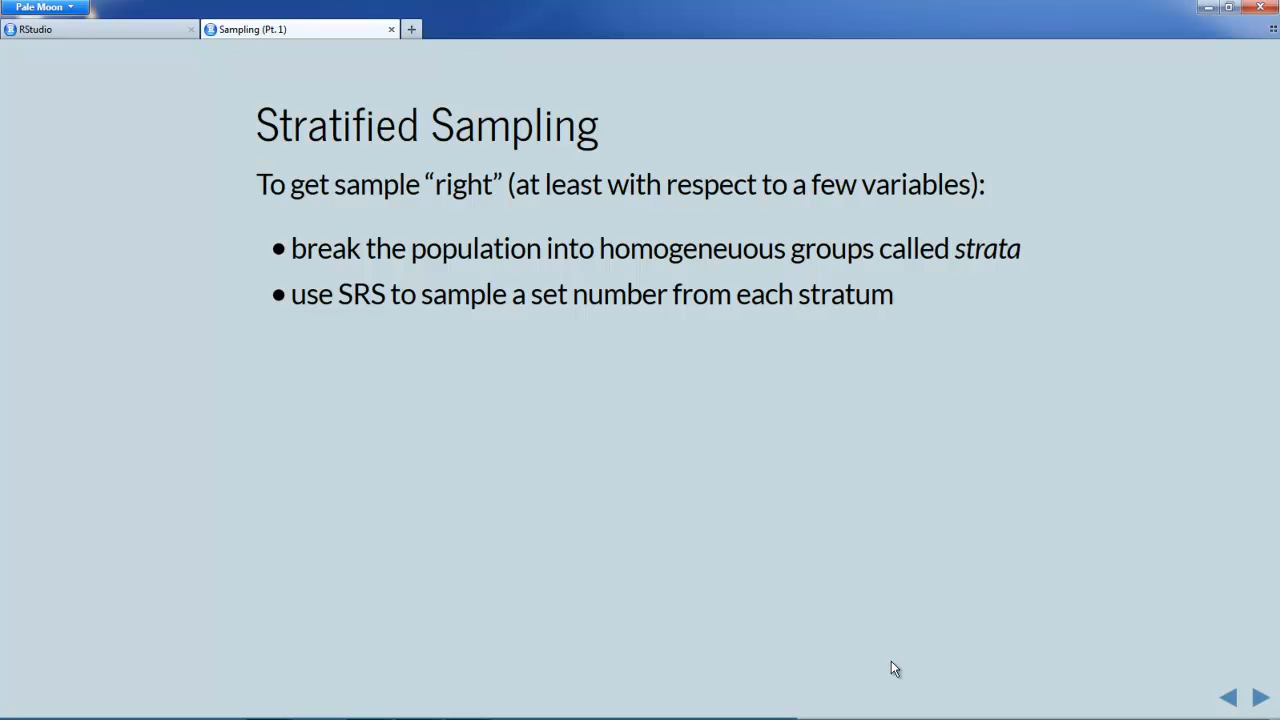 Pale Moon
RStudio
Sampling (Pt. 1)
Stratified Sampling
To get sample “right” (at least with respect to a few variables):
• break the population into homogeneuous groups called strata
• use SRS to sample a set number from each stratum